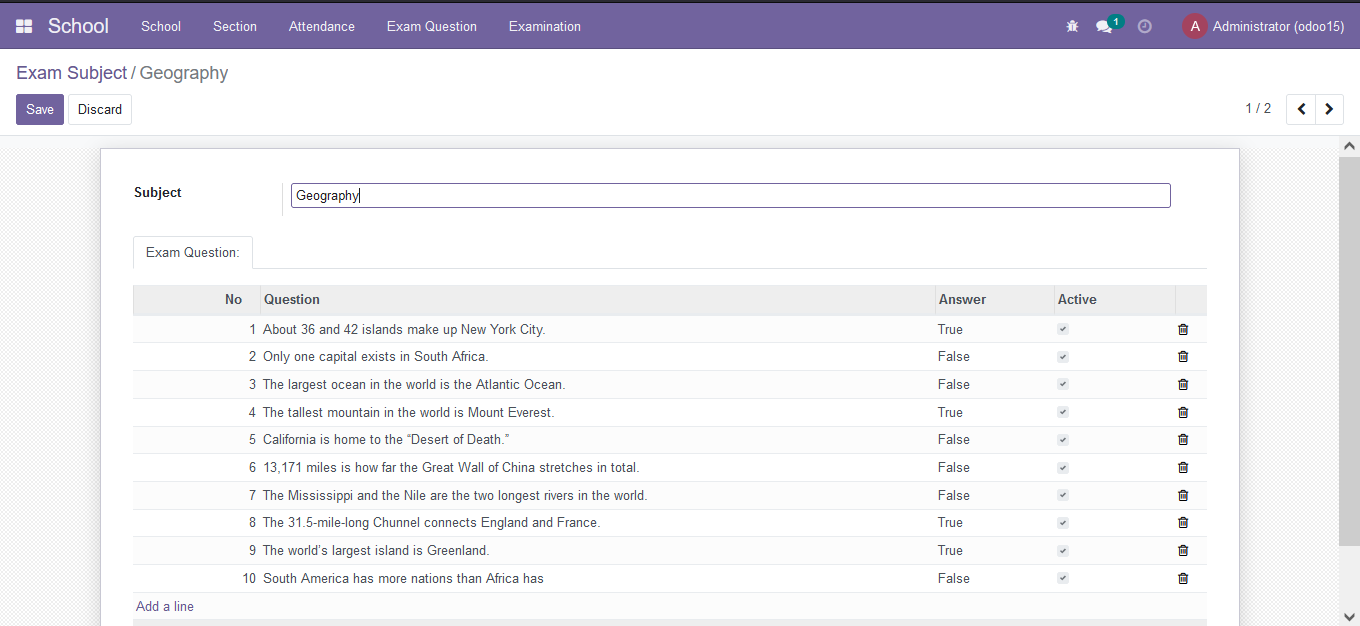 School School Section Attendance Exam Question Examination 1 A Administrator (odoo15)
Exam Subject / Geography
Save Discard 1 / 2
Subject Geography
Exam Question:
No Question Answer Active
1 About 36 and 42 islands make up New York City. True
2 Only one capital exists in South Africa. False
3 The largest ocean in the world is the Atlantic Ocean. False
4 The tallest mountain in the world is Mount Everest. True
5 California is home to the “Desert of Death.” False
6 13,171 miles is how far the Great Wall of China stretches in total. False
7 The Mississippi and the Nile are the two longest rivers in the world. False
8 The 31.5-mile-long Chunnel connects England and France. True
9 The world’s largest island is Greenland. True
10 South America has more nations than Africa has False
Add a line